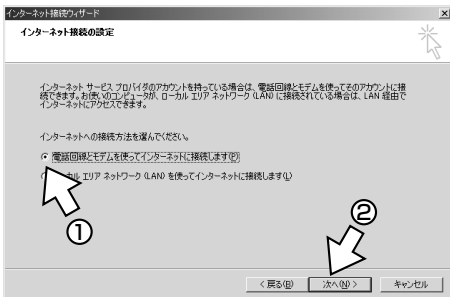 インターネット接続ウィザード
インターネット接続の設定
インターネット サービス プロバイダのアカウントを持っている場合は、電話回線とモデムを使ってそのアカウントに接
続できます。お使いのコンピュータが、ローカル エリア ネットワーク (LAN) に接続されている場合は、LAN 経由で
インターネットにアクセスできます。
インターネットへの接続方法を選んでください。
電話回線とモデムを使ってインターネットに接続します(P)
カル エリア ネットワーク (LAN) を使ってインターネットに接続します(L)
①
②
< 戻る(B)
次へ(N) >
キャンセル